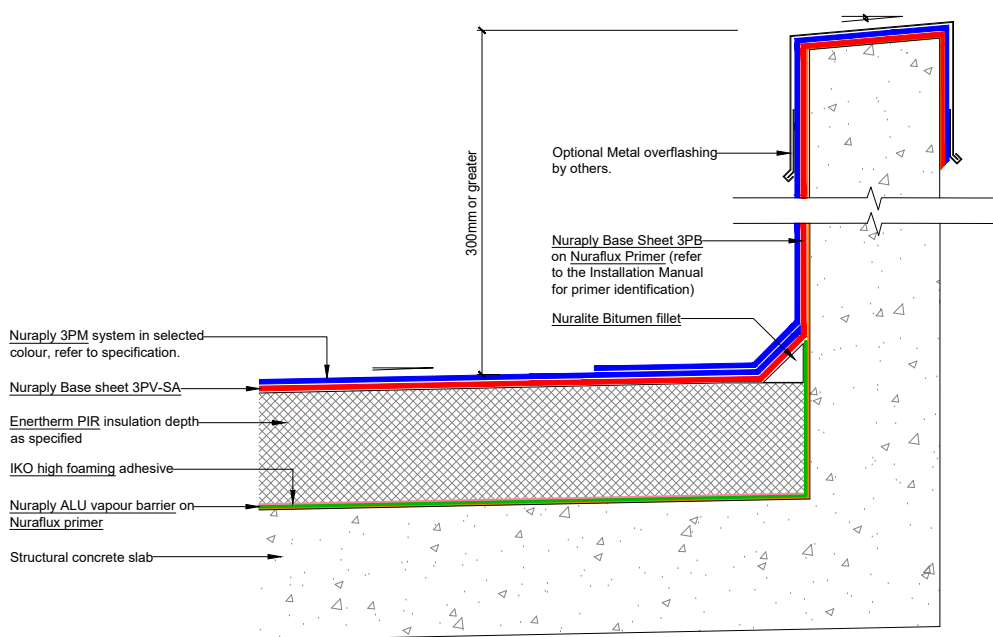 Optional Metal overflashing
by others.
300mm or greater
Nuraply Base Sheet 3PB
on Nuraflux Primer (refer
to the Installation Manual
for primer identification)
Nuralite Bitumen fillet
Nuraply 3PM system in selected
colour, refer to specification.
Nuraply Base sheet 3PV-SA
Enertherm PIR insulation depth
as specified
IKO high foaming adhesive
Nuraply ALU vapour barrier on
Nuraflux primer
Structural concrete slab